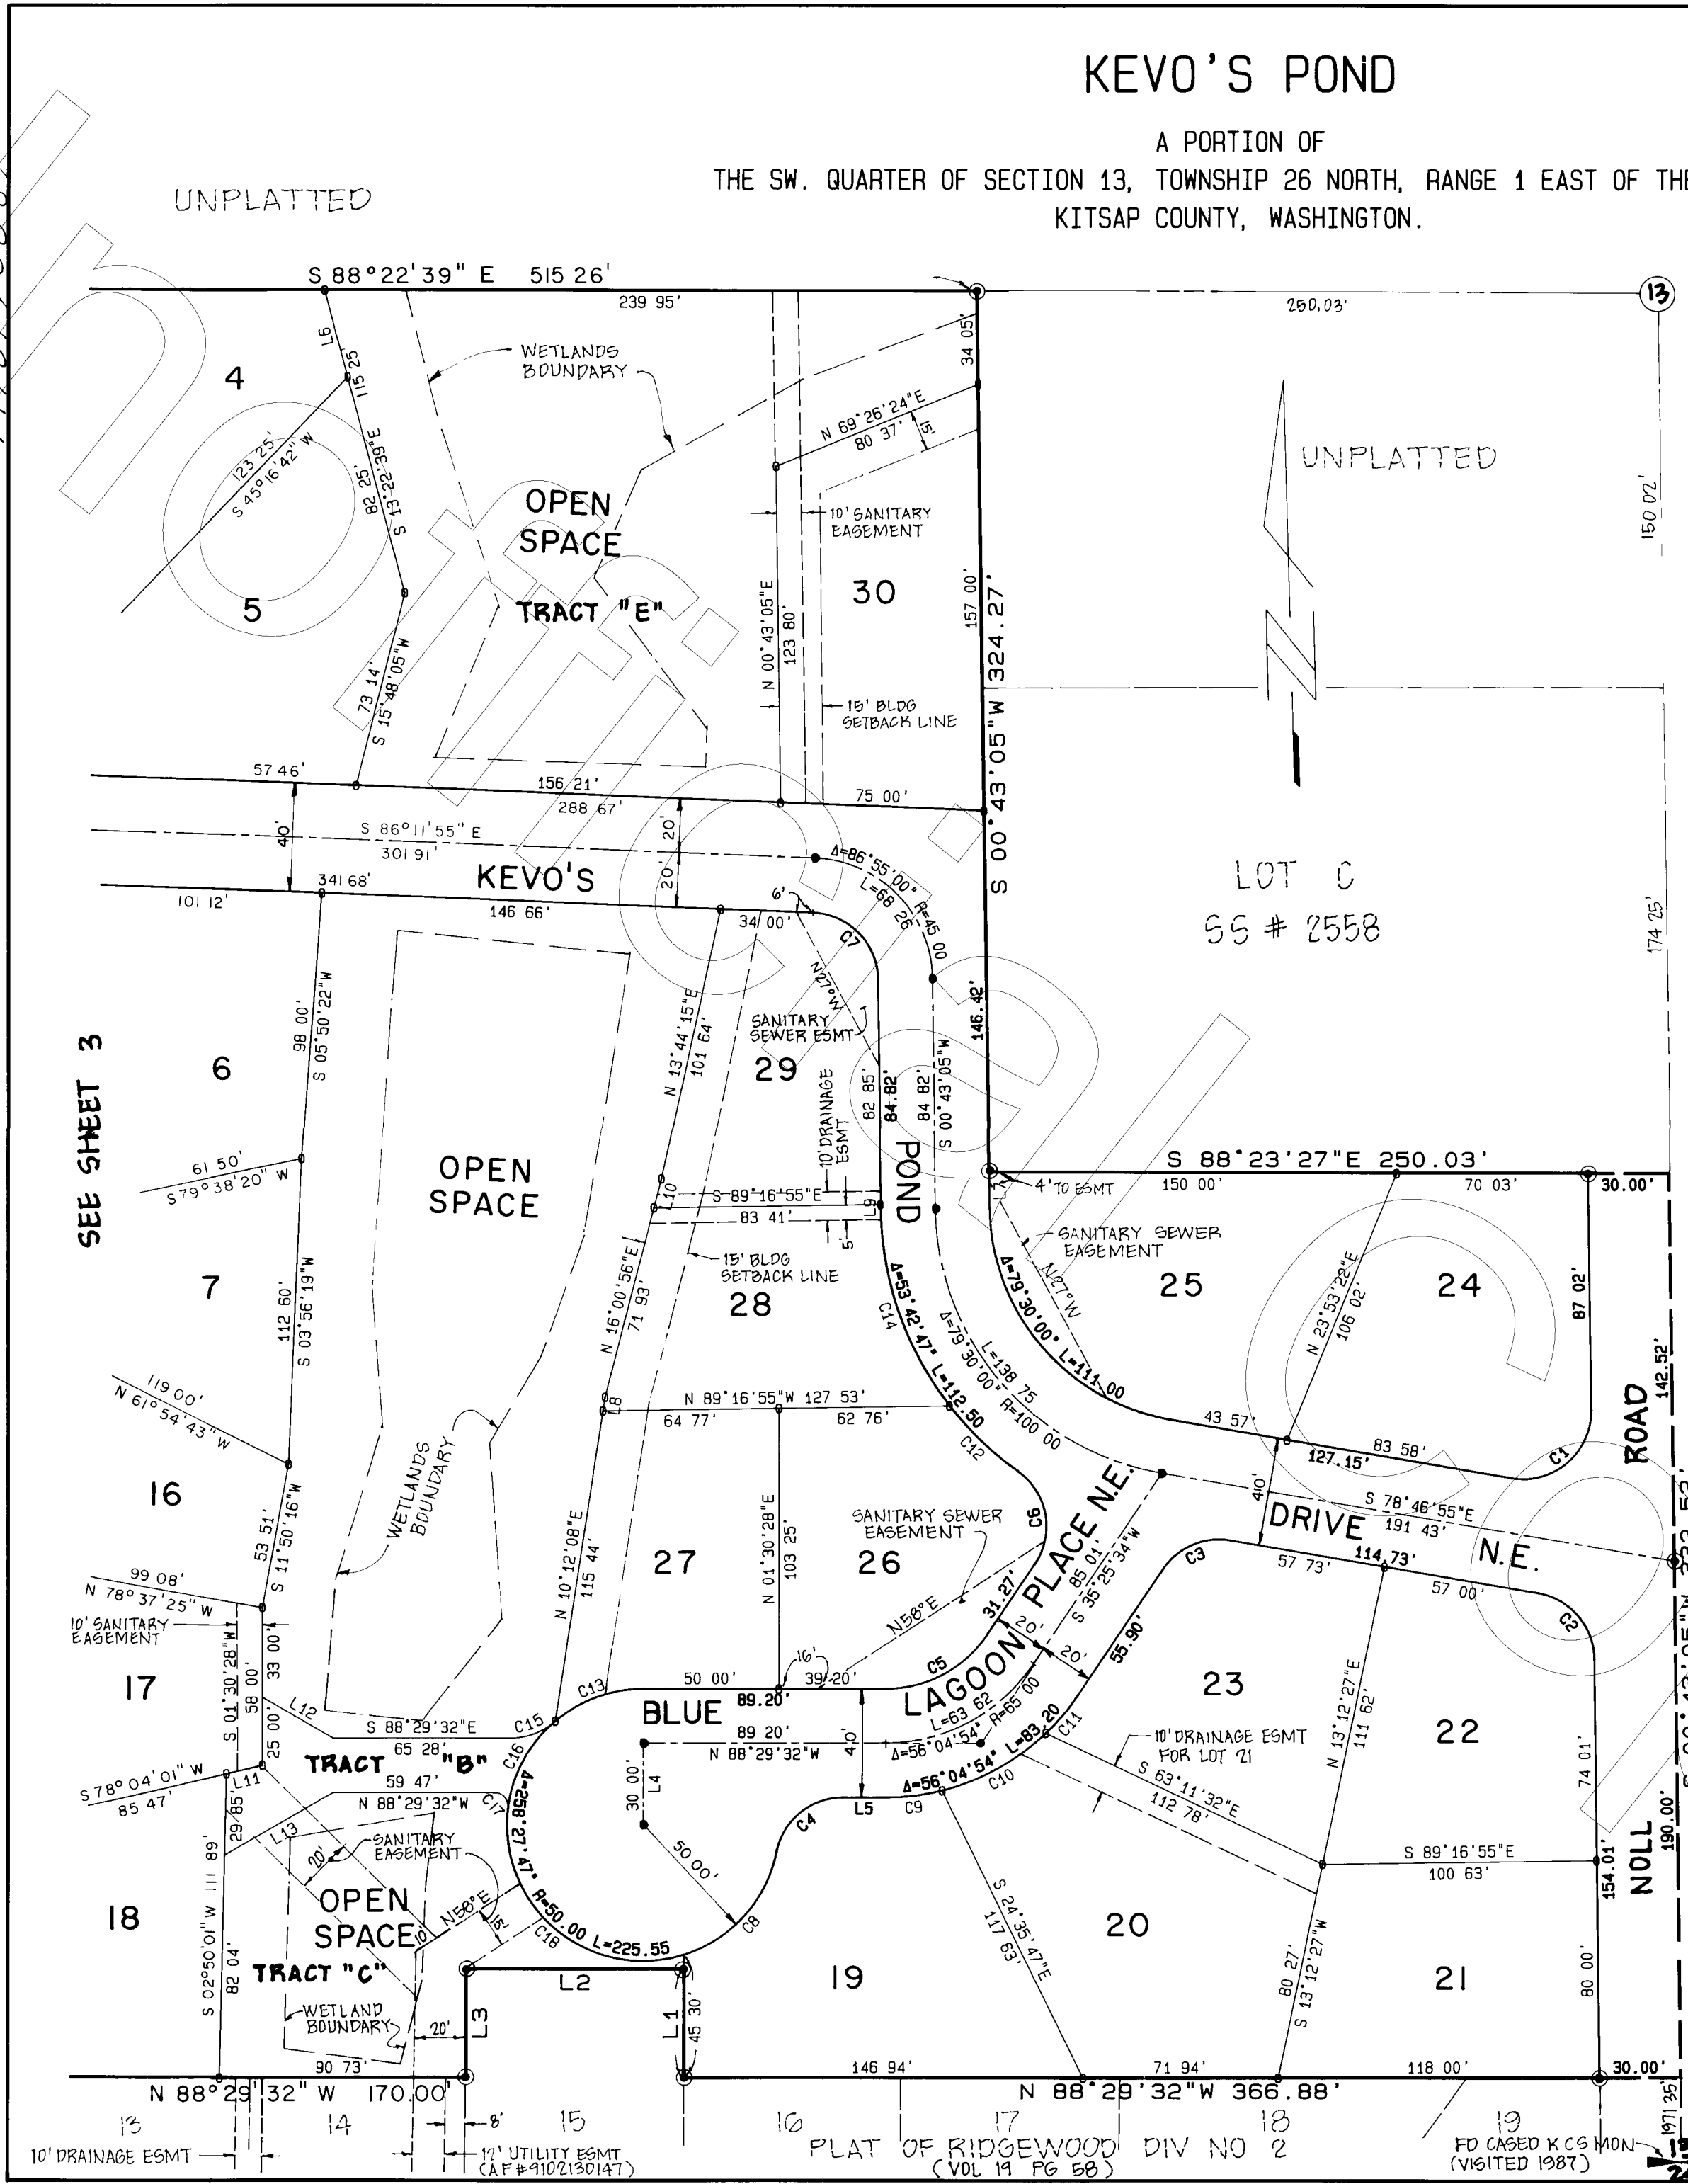 KEVO'S POND
A PORTION OF
THE SW. QUARTER OF SECTION 13, TOWNSHIP 26 NORTH, RANGE 1 EAST OF THE
KITSAP COUNTY, WASHINGTON.
UNPLATTED
S 88°22'39" E 515 26'
239 95'
250.03'
13
L6
4
115 25
WETLANDS
BOUNDARY
34 05'
N 69°26'24"E
80 37'
15'
UNPLATTED
150 02'
123 25'
S 45°16'42" W
S 13°22'39"E
82 25'
OPEN
SPACE
TRACT "E"
10' SANITARY
EASEMENT
30
5
N 00°43'05"E
123 80'
157 00'
S 00°43'05"W 324.27'
73 14'
S 15°48'05"W
15' BLDG
SETBACK LINE
57 46'
156 21'
288 67'
75 00'
40'
S 86°11'55" E
301 91'
20'
20'
KEVO'S
Δ=86°55'00" R=45 00
L=68 26
LOT C
SS # 2558
174 25'
341 68'
101 12'
146 66'
34 00'
6'
C7
N27°W
146.42'
98 00'
S 05°50'22"W
N 13°44'15"E
101 64'
SANITARY
SEWER ESMT
29
SEE SHEET 3
6
10' DRAINAGE
ESMT
82 85'
84.82'
84 82'
S 00°43'05"W
POND
61 50'
S79°38'20" W
OPEN
SPACE
L10
S 89°16'55"E
83 41'
L9
5'
S 88°23'27"E 250.03'
150 00'
70 03'
30.00'
L7
4' TO ESMT
SANITARY SEWER
EASEMENT
N27°W
7
112 60'
S 03°56'19"W
N 16°00'56"E
71 93'
15' BLDG
SETBACK LINE
28
Δ=53°42'47" L=112.50
C14
Δ=79°30'00" R=100 00
L=138 75
Δ=79°30'00" L=111.00
25
N 23°53'22"E
106 02'
24
87 02'
142.52'
119 00'
N 61°54'43" W
L8
N 89°16'55"W 127 53'
64 77'
62 76'
C12
43 57'
127.15'
83 58'
C1
ROAD
16
WETLANDS
BOUNDARY
S 11°50'16"W
53 51'
N 10°12'08"E
115 44'
27
N 01°30'28"E
103 25'
SANITARY SEWER
EASEMENT
26
C6
N58°E
31.27'
PLACE N.E.
85 01'
S 35°25'34"W
40'
DRIVE N.E.
S 78°46'55"E
191 43'
C3
57 73'
114.73'
57 00'
C2
99 08'
N 78°37'25" W
10' SANITARY
EASEMENT
17
S 01°30'28"W
58 00'
33 00'
25 00'
L12
S 88°29'32"E
65 28'
C15
C13
50 00'
89.20'
16'
39.20'
C5
BLUE
LAGOON
20'
20'
55.90'
89 20'
N 88°29'32"W
40'
L=63 62
Δ=56°04'54" R=65 00
Δ=56°04'54" L=83.20
C11
C10
C9
L5
C4
23
N 13°12'27"E
111 62'
22
74 01'
10' DRAINAGE ESMT
FOR LOT 21
S 63°11'32"E
112 78'
TRACT "B"
C16
Δ=258°27'47" R=50.00 L=225.55
30 00'
L4
S78°04'01" W
85 47'
L11
29 85'
59 47'
N 88°29'32"W
C17
L13
20'
SANITARY
EASEMENT
50 00'
C8
S 89°16'55"E
100 63'
154.01'
NOLL
190.00'
18
S 02°50'01"W 111 89'
82 04'
OPEN
SPACE
TRACT "C"
10'
N58°E
15'
C18
WETLAND
BOUNDARY
20'
L3
L2
L1
45 30'
19
S 24°35'47"E
117 63'
20
80 27'
S 13°12'27"W
21
80 00'
90 73'
N 88°29'32" W 170.00'
146 94'
71 94'
118 00'
30.00'
N 88°29'32"W 366.88'
13
14
15
16
17
18
19
8'
10' DRAINAGE ESMT
12' UTILITY ESMT
(AF#9102130147)
PLAT OF RIDGEWOOD DIV NO 2
(VOL 19 PG 58)
FD CASED KCS MON
(VISITED 1987)
1971 35'